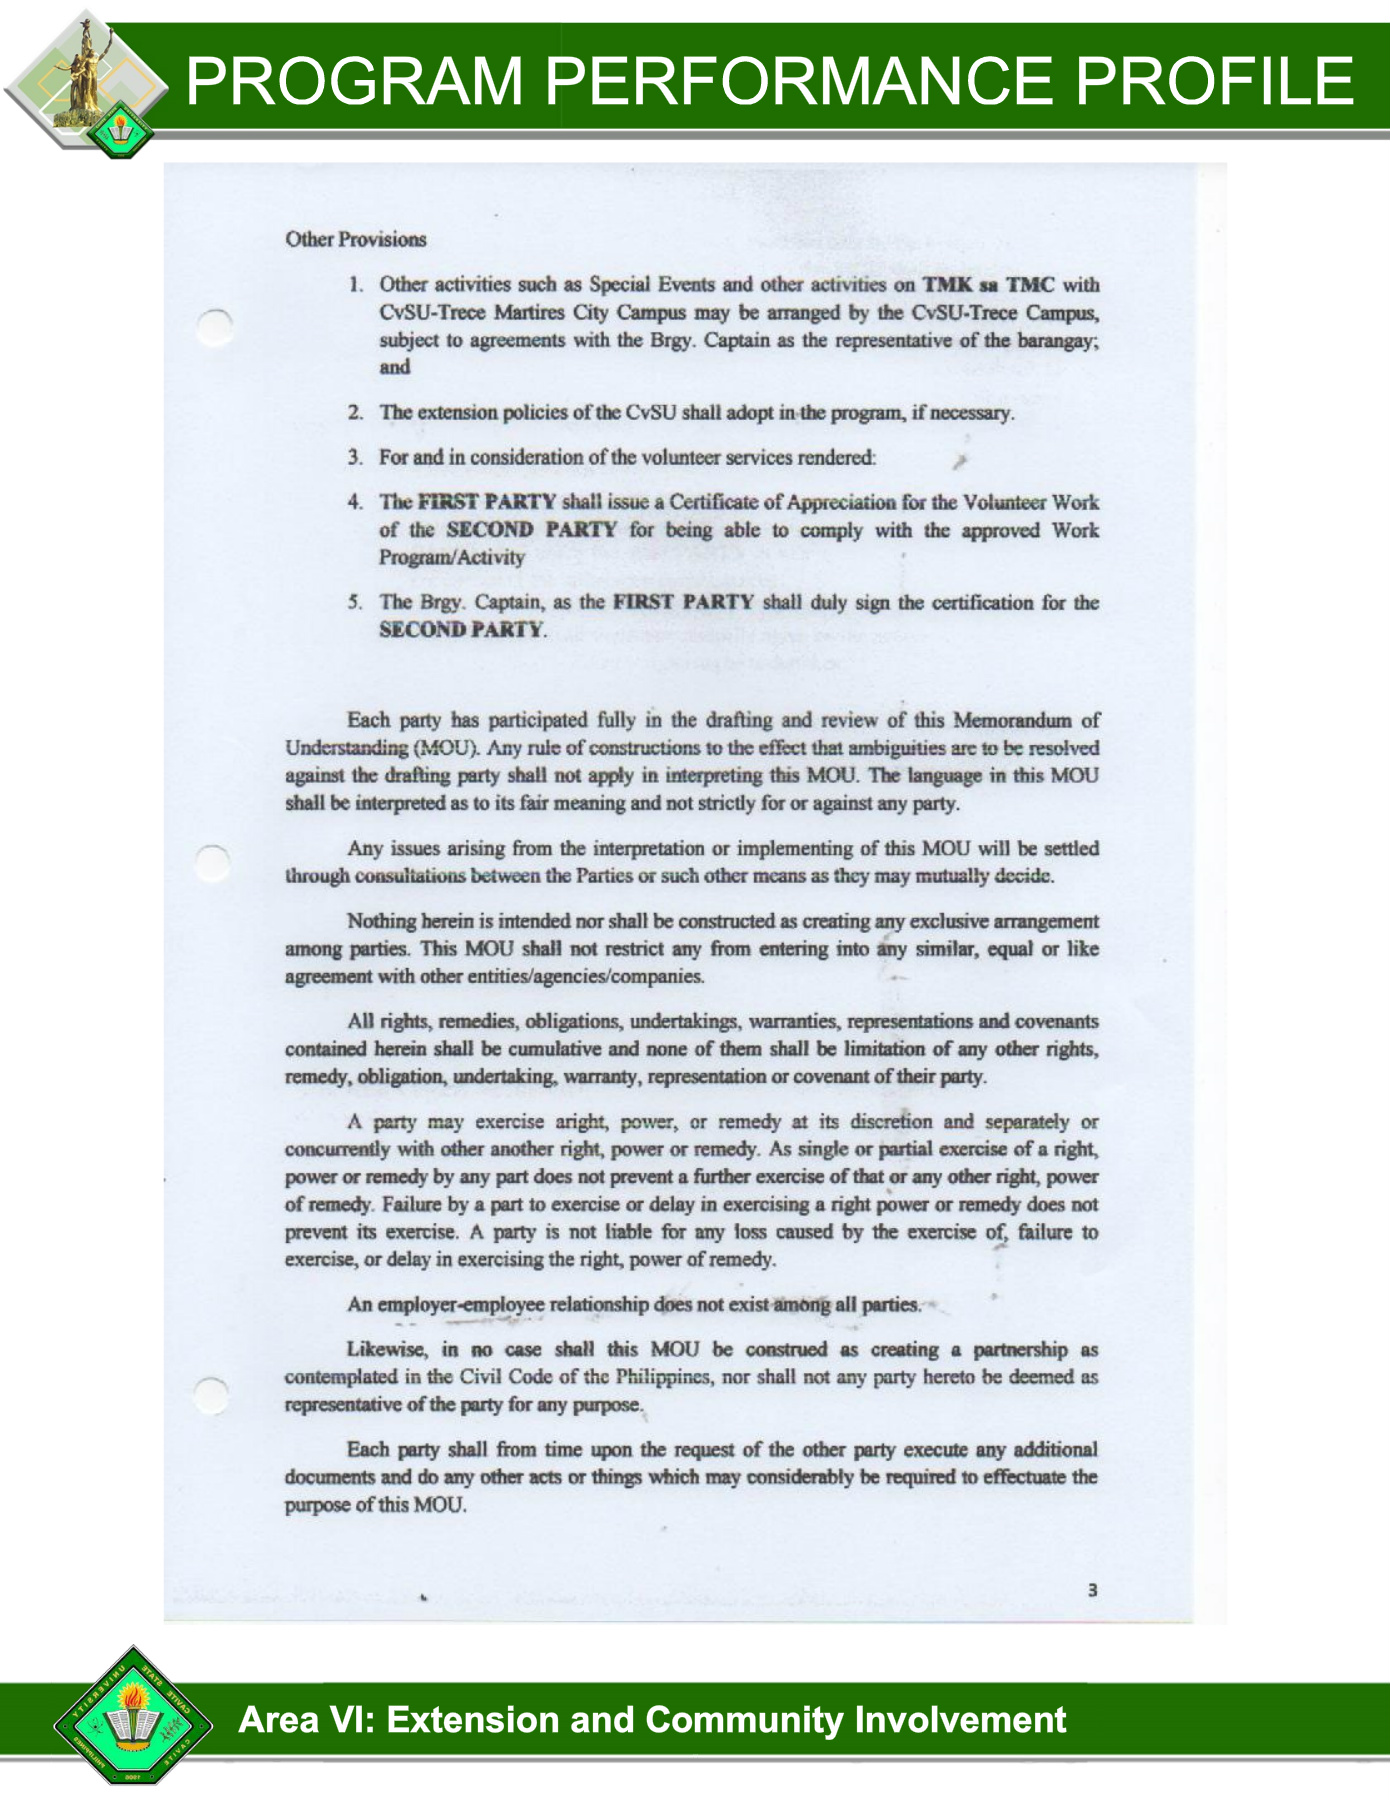 PROGRAM PERFORMANCE PROFILE
Other Provisions
1. Other activities such as Special Events and other activities on TMK sa TMC with
CvSU-Trece Martires City Campus may be arranged by the CvSU-Trece Campus,
subject to agreements with the Brgy. Captain as the representative of the barangay;
and
2. The extension policies of the CvSU shall adopt in the program, if necessary.
3. For and in consideration of the volunteer services rendered:
4. The FIRST PARTY shall issue a Certificate of Appreciation for the Volunteer Work
of the SECOND PARTY for being able to comply with the approved Work
Program/Activity
5. The Brgy. Captain, as the FIRST PARTY shall duly sign the certification for the
SECOND PARTY.
Each party has participated fully in the drafting and review of this Memorandum of
Understanding (MOU). Any rule of constructions to the effect that ambiguities are to be resolved
against the drafting party shall not apply in interpreting this MOU. The language in this MOU
shall be interpreted as to its fair meaning and not strictly for or against any party.
Any issues arising from the interpretation or implementing of this MOU will be settled
through consultations between the Parties or such other means as they may mutually decide.
Nothing herein is intended nor shall be constructed as creating any exclusive arrangement
among parties. This MOU shall not restrict any from entering into any similar, equal or like
agreement with other entities/agencies/companies.
All rights, remedies, obligations, undertakings, warranties, representations and covenants
contained herein shall be cumulative and none of them shall be limitation of any other rights,
remedy, obligation, undertaking, warranty, representation or covenant of their party.
A party may exercise aright, power, or remedy at its discretion and separately or
concurrently with other another right, power or remedy. As single or partial exercise of a right,
power or remedy by any part does not prevent a further exercise of that or any other right, power
of remedy. Failure by a part to exercise or delay in exercising a right power or remedy does not
prevent its exercise. A party is not liable for any loss caused by the exercise of, failure to
exercise, or delay in exercising the right, power of remedy.
An employer-employee relationship does not exist among all parties.
Likewise, in no case shall this MOU be construed as creating a partnership as
contemplated in the Civil Code of the Philippines, nor shall not any party hereto be deemed as
representative of the party for any purpose.
Each party shall from time upon the request of the other party execute any additional
documents and do any other acts or things which may considerably be required to effectuate the
purpose of this MOU.
3
CAVITE STATE UNIVERSITY
CAVITE
PHILIPPINES
1906
Area VI: Extension and Community Involvement